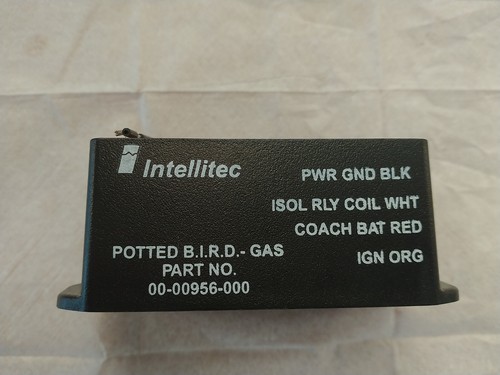 Intellitec
PWR GND BLK
ISOL RLY COIL WHT
COACH BAT RED
IGN ORG
POTTED B.I.R.D.- GAS
PART NO.
00-00956-000